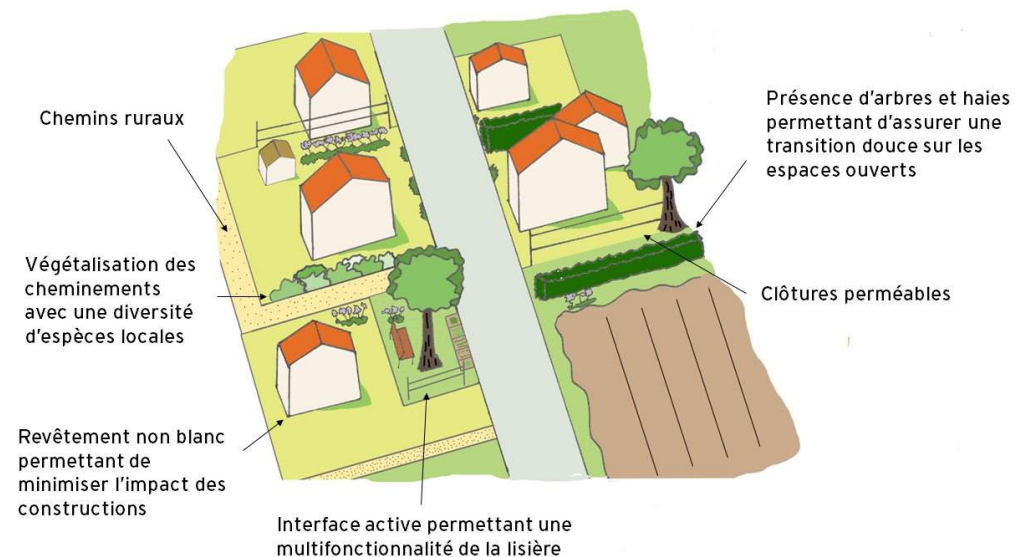 Chemins ruraux
Végétalisation des
cheminements
avec une diversité
d'espèces locales
Revêtement non blanc
permettant de
minimiser l'impact des
constructions
Interface active permettant une
multifonctionnalité de la lisière
Présence d'arbres et haies
permettant d'assurer une
transition douce sur les
espaces ouverts
Clôtures perméables